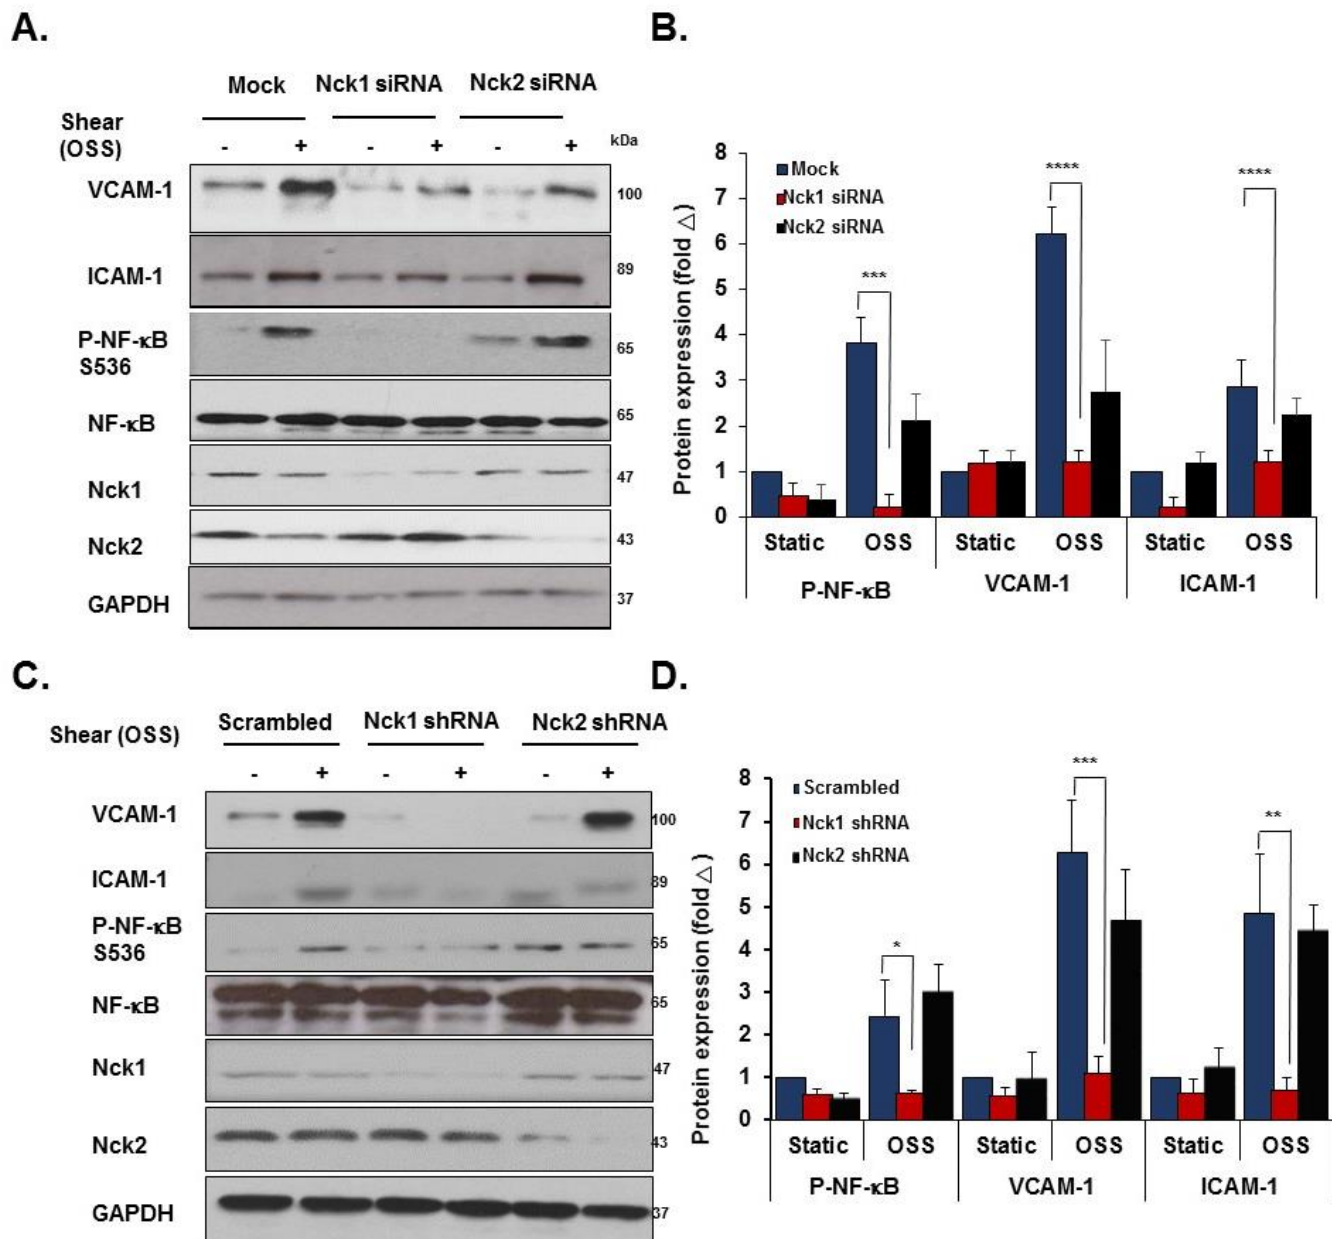 A.
Mock Nck1 siRNA Nck2 siRNA
Shear
(OSS) - + - + - + kDa
VCAM-1 100
ICAM-1 89
P-NF-κB
S536 65
NF-κB 65
Nck1 47
Nck2 43
GAPDH 37
B.
Protein expression (fold △)
8
7
6
5
4
3
2
1
0
Mock
Nck1 siRNA
Nck2 siRNA
***
****
****
Static OSS Static OSS Static OSS
P-NF-κB VCAM-1 ICAM-1
C.
Shear (OSS) Scrambled Nck1 shRNA Nck2 shRNA
- + - + - +
VCAM-1 100
ICAM-1 89
P-NF-κB
S536 65
NF-κB 65
Nck1 47
Nck2 43
GAPDH 37
D.
Protein expression (fold △)
8
7
6
5
4
3
2
1
0
Scrambled
Nck1 shRNA
Nck2 shRNA
*
***
**
Static OSS Static OSS Static OSS
P-NF-κB VCAM-1 ICAM-1